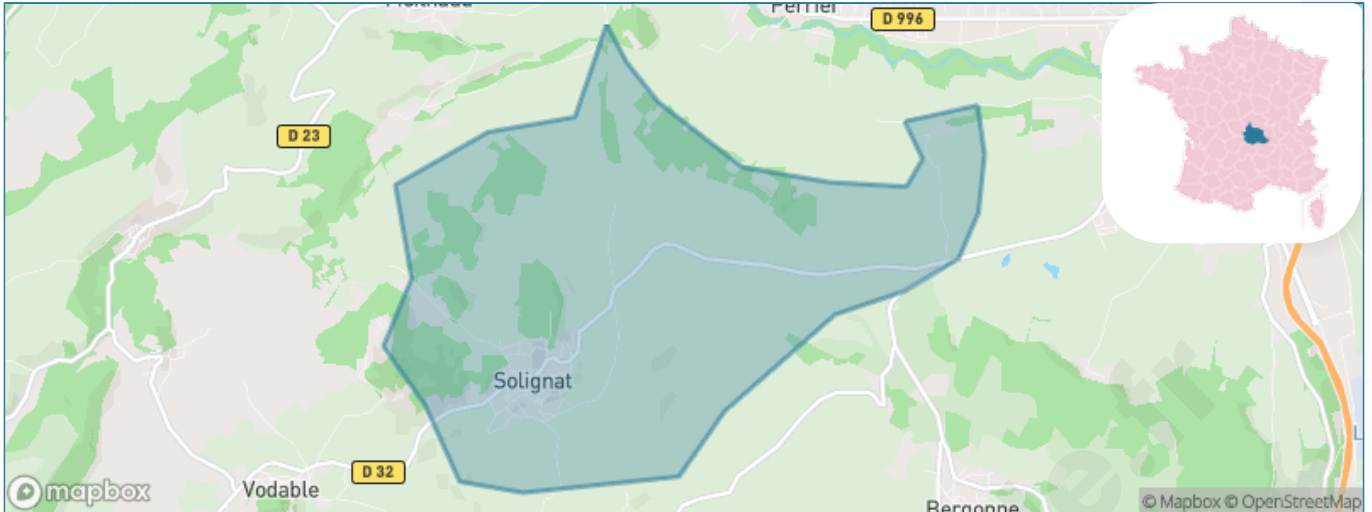 Perrier
D 996
D 23
Solignat
D 32
Vodable
Bergonne
mapbox
© Mapbox © OpenStreetMap